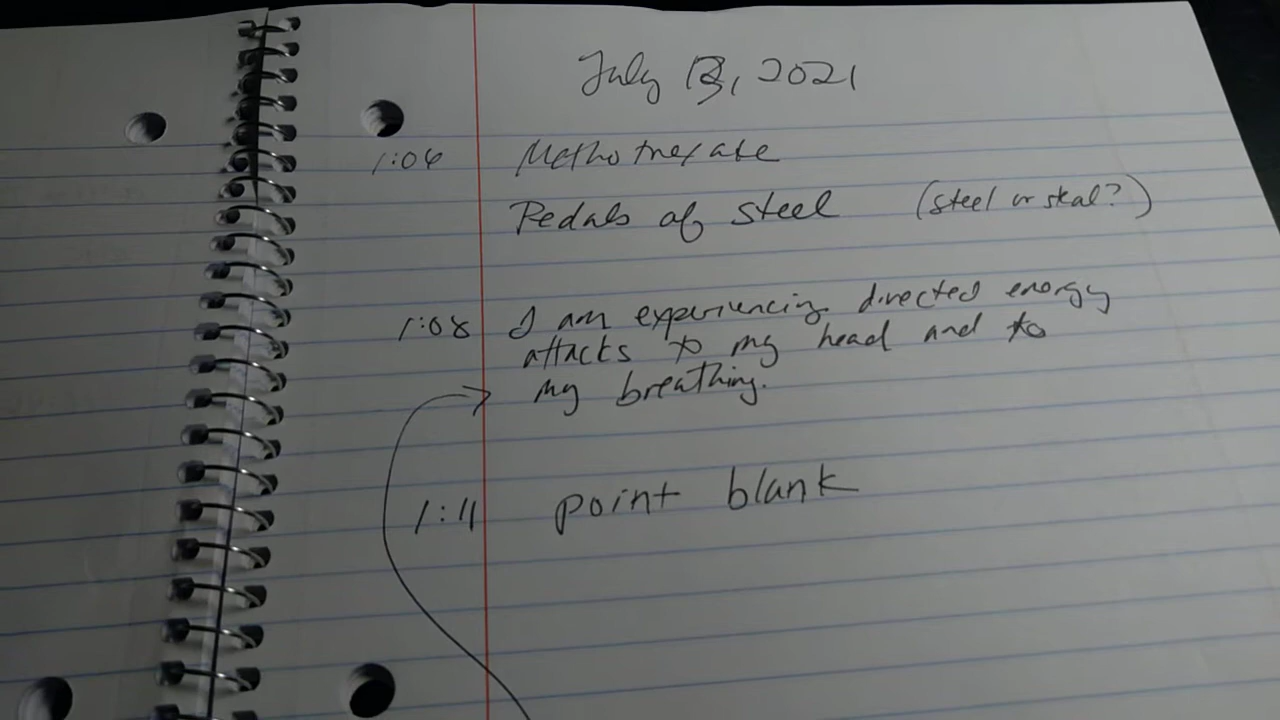 July 13, 2021
1:06 Methotrexate
Pedals of steel (steel or steal?)
1:08 I am experiencing directed energy
attacks to my head and to
my breathing.
1:11 point blank